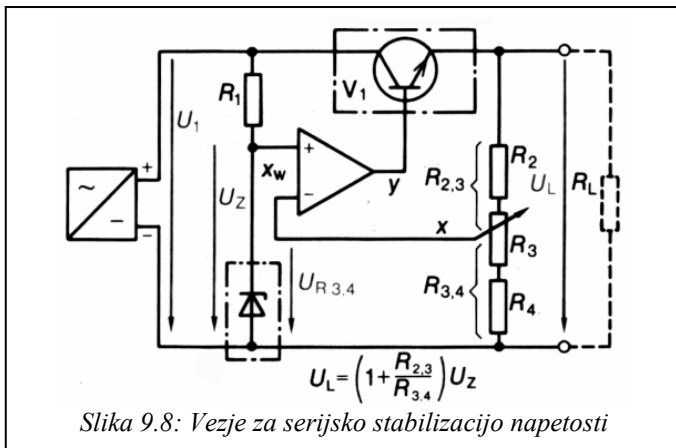 V1
R1
U1
+
~
−
−
UZ
xw
+
−
y
x
UR 3,4
R2,3
R3,4
R2
R3
R4
UL
RL
UL=(1+R2,3/R3,4)UZ
Slika 9.8: Vezje za serijsko stabilizacijo napetosti